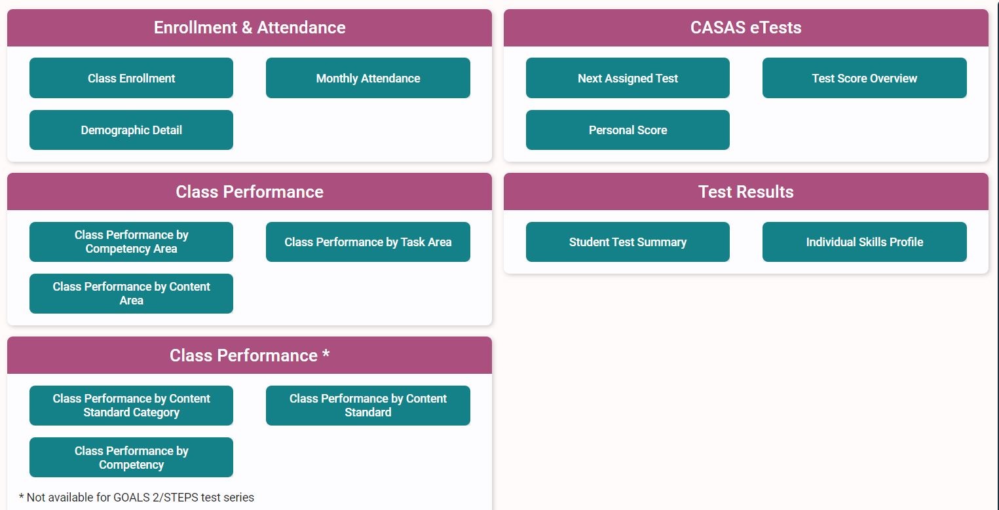 Enrollment & Attendance
Class Enrollment
Monthly Attendance
Demographic Detail
CASAS eTests
Next Assigned Test
Test Score Overview
Personal Score
Class Performance
Class Performance by
Competency Area
Class Performance by Task Area
Class Performance by Content
Area
Test Results
Student Test Summary
Individual Skills Profile
Class Performance *
Class Performance by Content
Standard Category
Class Performance by Content
Standard
Class Performance by
Competency
* Not available for GOALS 2/STEPS test series